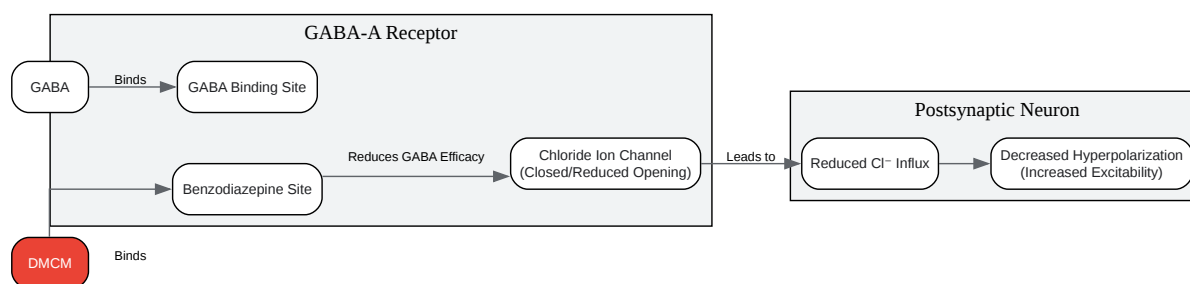 GABA-A Receptor
GABA
Binds
GABA Binding Site
Postsynaptic Neuron
Benzodiazepine Site
Reduces GABA Efficacy
Chloride Ion Channel
(Closed/Reduced Opening)
Leads to
Reduced Cl⁻ Influx
Decreased Hyperpolarization
(Increased Excitability)
DMCM
Binds